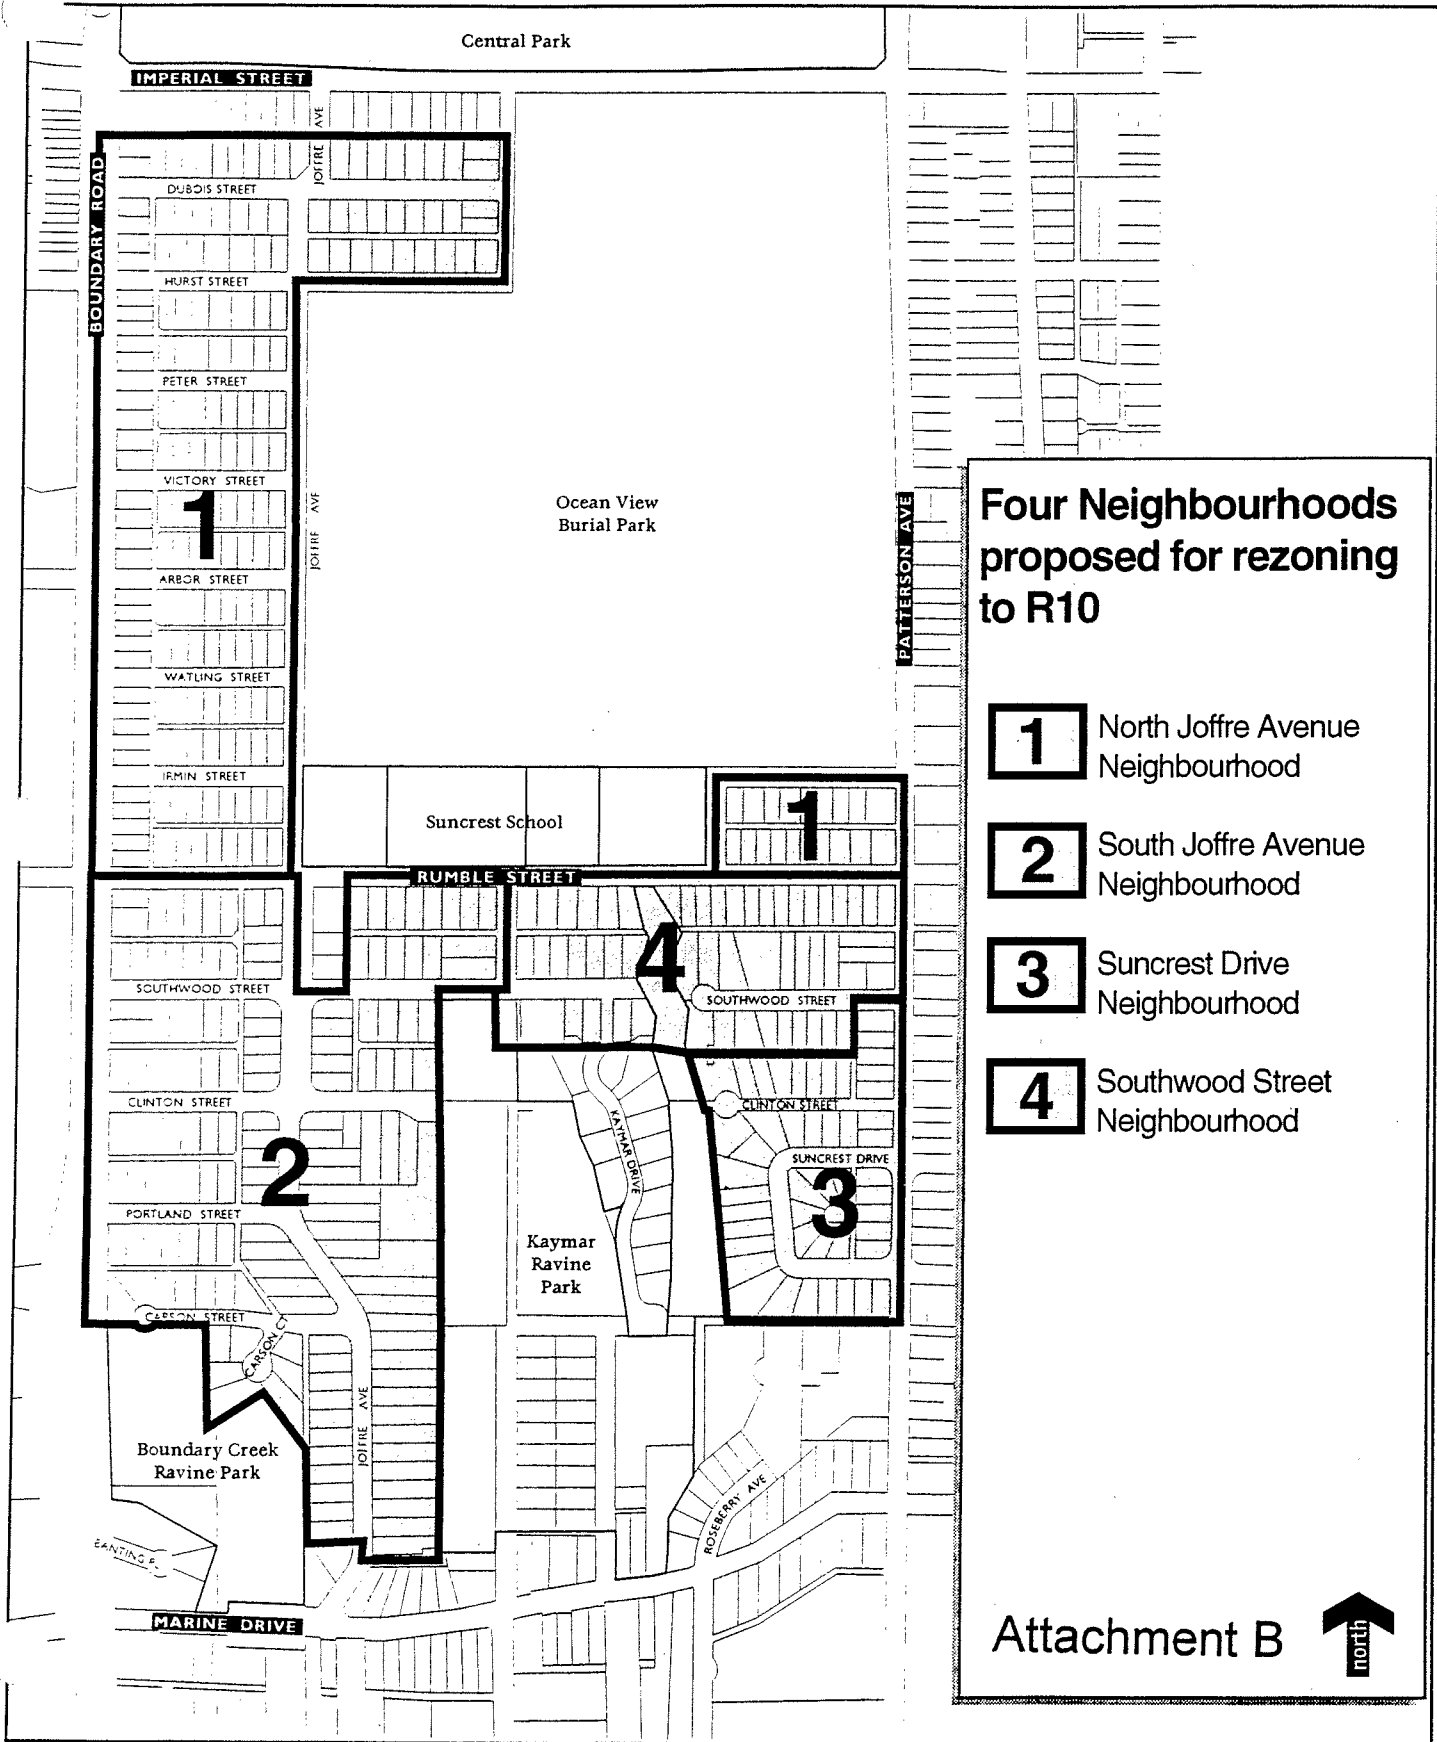 Central Park
IMPERIAL STREET
JOFFRE AVE
BOUNDARY ROAD
DUBOIS STREET
HURST STREET
PETER STREET
VICTORY STREET
1
JOFFRE AVE
Ocean View
Burial Park
PATTERSON AVE
ARBOR STREET
WATLING STREET
IRMIN STREET
Suncrest School
1
RUMBLE STREET
4
SOUTHWOOD STREET
SOUTHWOOD STREET
CLINTON STREET
CLINTON STREET
KAYMAR DRIVE
2
SUNCREST DRIVE
3
PORTLAND STREET
Kaymar
Ravine
Park
CARSON STREET
CARSON CT
JOFFRE AVE
Boundary Creek
Ravine Park
ROSEBERRY AVE
MARINE DRIVE
Four Neighbourhoods
proposed for rezoning
to R10
1 North Joffre Avenue
Neighbourhood
2 South Joffre Avenue
Neighbourhood
3 Suncrest Drive
Neighbourhood
4 Southwood Street
Neighbourhood
Attachment B
north